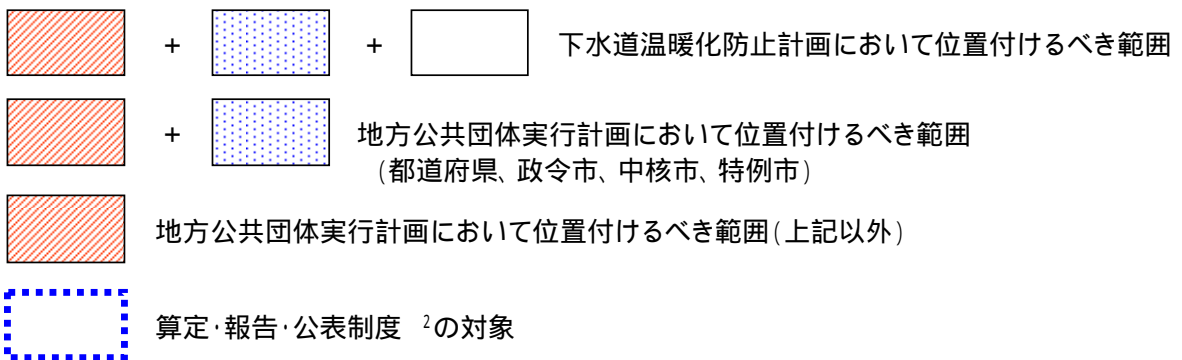 + + 下水道温暖化防止計画において位置付けるべき範囲
+ 地方公共団体実行計画において位置付けるべき範囲
(都道府県、政令市、中核市、特例市)
地方公共団体実行計画において位置付けるべき範囲(上記以外)
算定・報告・公表制度 2の対象